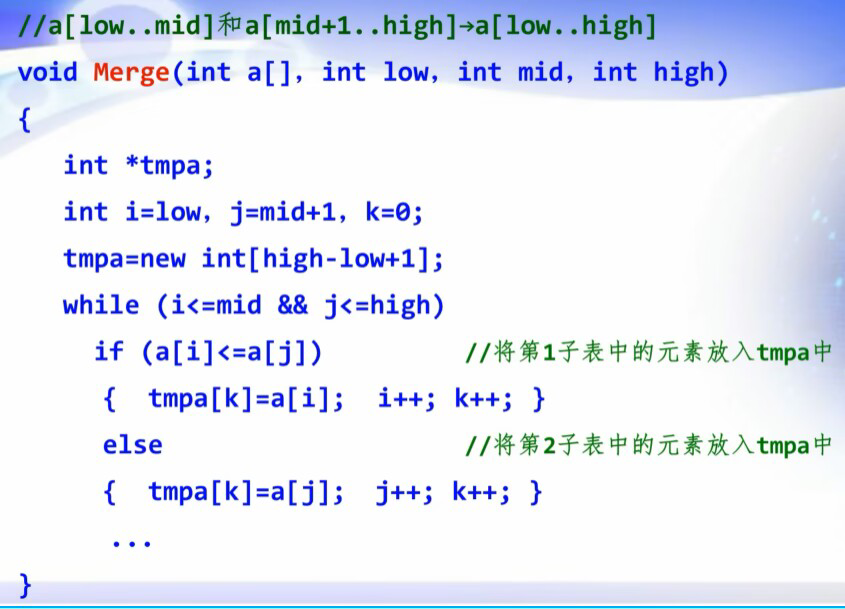 //a[low..mid]和a[mid+1..high]→a[low..high]
void Merge(int a[], int low, int mid, int high)
{
int *tmpa;
int i=low, j=mid+1, k=0;
tmpa=new int[high-low+1];
while (i<=mid && j<=high)
if (a[i]<=a[j]) //将第1子表中的元素放入tmpa中
{ tmpa[k]=a[i]; i++; k++; }
else //将第2子表中的元素放入tmpa中
{ tmpa[k]=a[j]; j++; k++; }
...
}